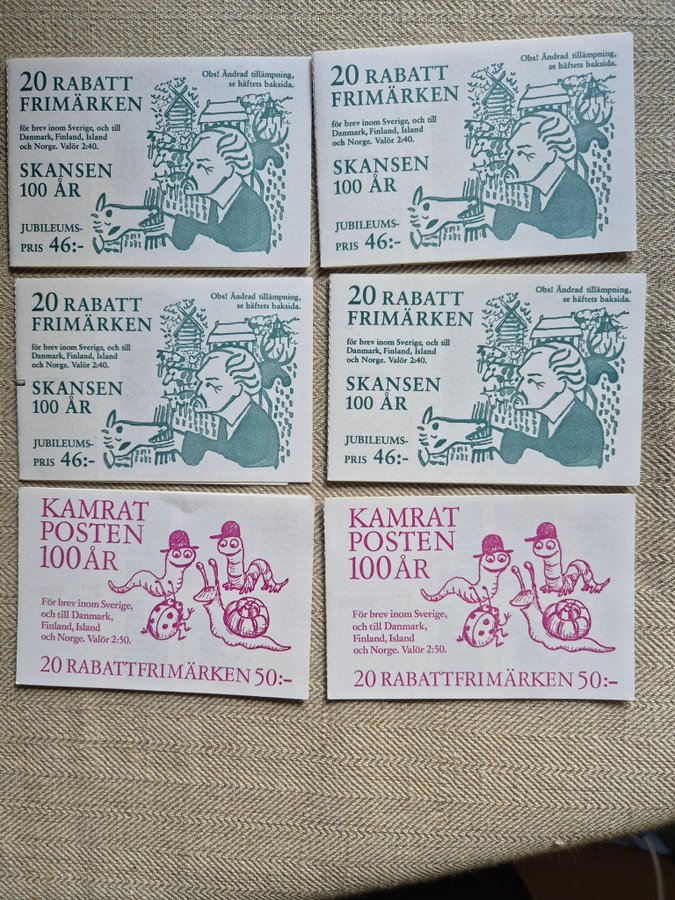 20 RABATT
FRIMÄRKEN
Obs! Ändrad tillämpning,
se häftets baksida.
för brev inom Sverige, och till
Danmark, Finland, Island
och Norge. Valör 2:40.
SKANSEN
100 ÅR
JUBILEUMS-
PRIS 46:-
20 RABATT
FRIMÄRKEN
Obs! Ändrad tillämpning,
se häftets baksida.
för brev inom Sverige, och till
Danmark, Finland, Island
och Norge. Valör 2:40.
SKANSEN
100 ÅR
JUBILEUMS-
PRIS 46:-
20 RABATT
FRIMÄRKEN
Obs! Ändrad tillämpning,
se häftets baksida.
för brev inom Sverige, och till
Danmark, Finland, Island
och Norge. Valör 2:40.
SKANSEN
100 ÅR
JUBILEUMS-
PRIS 46:-
20 RABATT
FRIMÄRKEN
Obs! Ändrad tillämpning,
se häftets baksida.
för brev inom Sverige, och till
Danmark, Finland, Island
och Norge. Valör 2:40.
SKANSEN
100 ÅR
JUBILEUMS-
PRIS 46:-
KAMRAT
POSTEN
100 ÅR
För brev inom Sverige,
och till Danmark,
Finland, Island
och Norge. Valör 2:50.
20 RABATTFRIMÄRKEN 50:-
KAMRAT
POSTEN
100 ÅR
För brev inom Sverige,
och till Danmark,
Finland, Island
och Norge. Valör 2:50.
20 RABATTFRIMÄRKEN 50:-